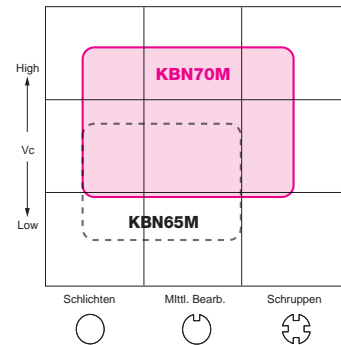 High
KBN70M
Vc
Low
KBN65M
Schlichten
MIttl. Bearb.
Schruppen